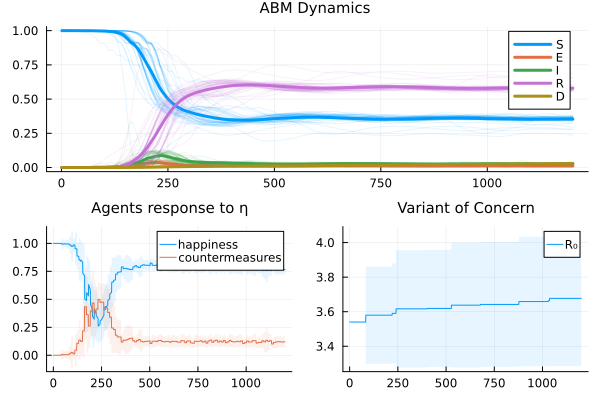 ABM Dynamics
1.00
0.75
0.50
0.25
0.00
S
E
I
R
D
0
250
500
750
1000
Agents response to η
1.00
0.75
0.50
0.25
0.00
happiness
countermeasures
0
250
500
750
1000
Variant of Concern
4.0
3.8
3.6
3.4
R₀
0
250
500
750
1000